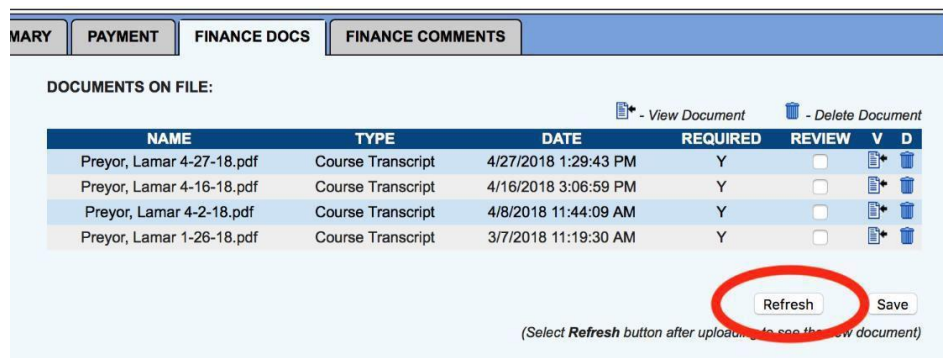 MARY PAYMENT FINANCE DOCS FINANCE COMMENTS
DOCUMENTS ON FILE:
- View Document - Delete Document
NAME TYPE DATE REQUIRED REVIEW V D
Preyor, Lamar 4-27-18.pdf Course Transcript 4/27/2018 1:29:43 PM Y
Preyor, Lamar 4-16-18.pdf Course Transcript 4/16/2018 3:06:59 PM Y
Preyor, Lamar 4-2-18.pdf Course Transcript 4/8/2018 11:44:09 AM Y
Preyor, Lamar 1-26-18.pdf Course Transcript 3/7/2018 11:19:30 AM Y
Refresh Save
(Select Refresh button after uploading to see the new document)